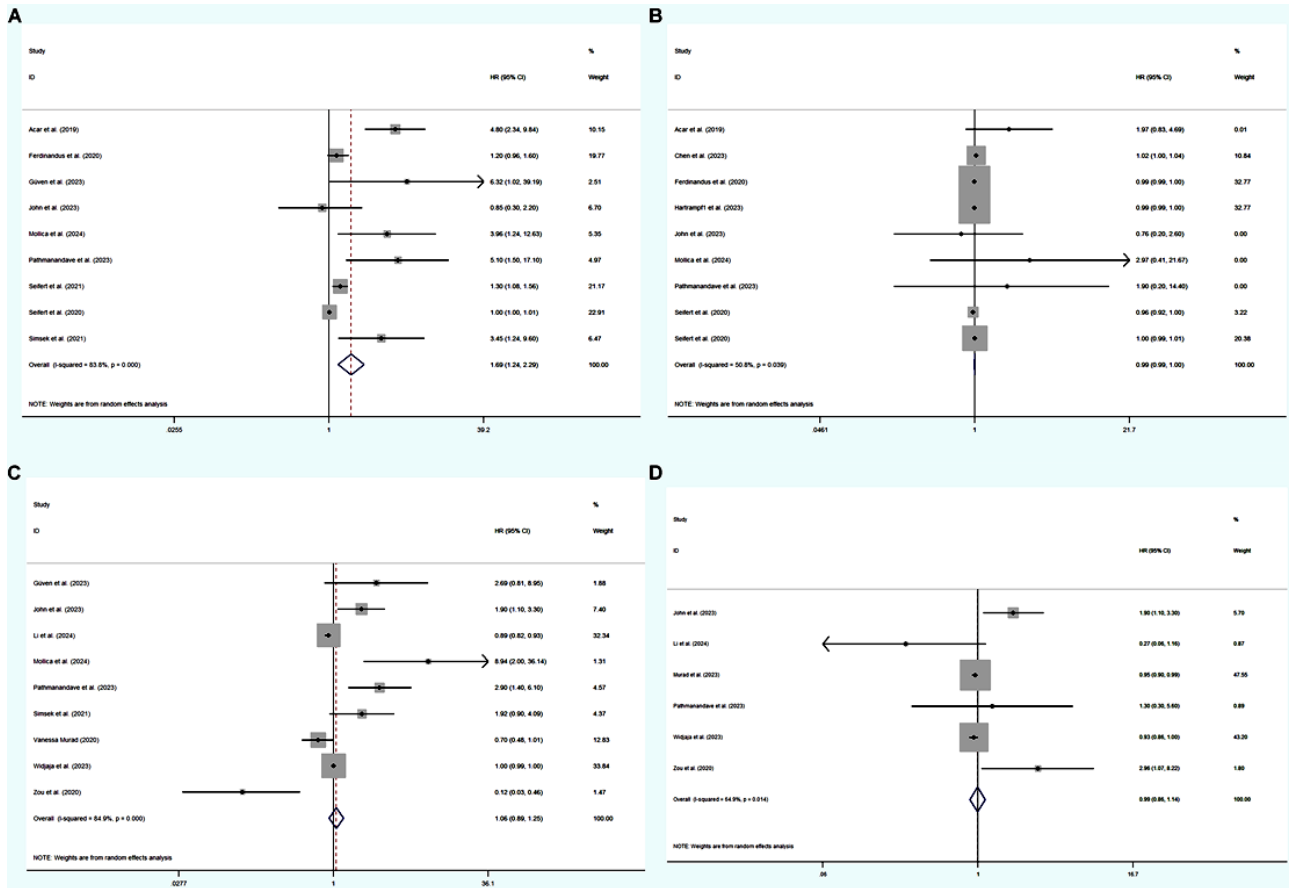 A
Study %
ID HR (95% CI) Weight
Acar et al. (2019) 4.80 (2.34, 9.84) 10.15
Ferdinandus et al. (2020) 1.20 (0.96, 1.60) 19.77
Güven et al. (2023) 6.32 (1.02, 39.19) 2.51
John et al. (2023) 0.85 (0.30, 2.20) 6.70
Mollica et al. (2024) 3.96 (1.24, 12.63) 5.35
Pathmanandave et al. (2023) 5.10 (1.50, 17.10) 4.97
Seifert et al. (2021) 1.30 (1.08, 1.56) 21.17
Seifert et al. (2020) 1.00 (1.00, 1.01) 22.91
Simsek et al. (2021) 3.45 (1.24, 9.60) 6.47
Overall (I-squared = 83.8%, p = 0.000) 1.69 (1.24, 2.29) 100.00
NOTE: Weights are from random effects analysis
.0255 1 39.2
B
Study %
ID HR (95% CI) Weight
Acar et al. (2019) 1.97 (0.83, 4.69) 0.01
Chen et al. (2023) 1.02 (1.00, 1.04) 10.84
Ferdinandus et al. (2020) 0.99 (0.99, 1.00) 32.77
Hartrampf1 et al. (2023) 0.99 (0.99, 1.00) 32.77
John et al. (2023) 0.76 (0.20, 2.60) 0.00
Mollica et al. (2024) 2.97 (0.41, 21.67) 0.00
Pathmanandave et al. (2023) 1.90 (0.20, 14.40) 0.00
Seifert et al. (2020) 0.96 (0.92, 1.00) 3.22
Seifert et al. (2020) 1.00 (0.99, 1.01) 20.38
Overall (I-squared = 50.8%, p = 0.039) 0.99 (0.99, 1.00) 100.00
NOTE: Weights are from random effects analysis
.0461 1 21.7
C
Study %
ID HR (95% CI) Weight
Güven et al. (2023) 2.69 (0.81, 8.95) 1.88
John et al. (2023) 1.90 (1.10, 3.30) 7.40
Li et al. (2024) 0.89 (0.82, 0.93) 32.34
Mollica et al. (2024) 8.94 (2.00, 36.14) 1.31
Pathmanandave et al. (2023) 2.90 (1.40, 6.10) 4.57
Simsek et al. (2021) 1.92 (0.90, 4.09) 4.37
Vanessa Murad (2020) 0.70 (0.48, 1.01) 12.83
Widjaja et al. (2023) 1.00 (0.99, 1.00) 33.84
Zou et al. (2020) 0.12 (0.03, 0.46) 1.47
Overall (I-squared = 84.9%, p = 0.000) 1.06 (0.89, 1.25) 100.00
NOTE: Weights are from random effects analysis
.0277 1 36.1
D
Study %
ID HR (95% CI) Weight
John et al. (2023) 1.90 (1.10, 3.30) 5.70
Li et al. (2024) 0.27 (0.06, 1.16) 0.87
Murad et al. (2023) 0.95 (0.90, 0.99) 47.55
Pathmanandave et al. (2023) 1.30 (0.30, 5.60) 0.89
Widjaja et al. (2023) 0.93 (0.86, 1.00) 43.20
Zou et al. (2020) 2.96 (1.07, 8.22) 1.80
Overall (I-squared = 64.9%, p = 0.014) 0.99 (0.86, 1.14) 100.00
NOTE: Weights are from random effects analysis
.06 1 16.7